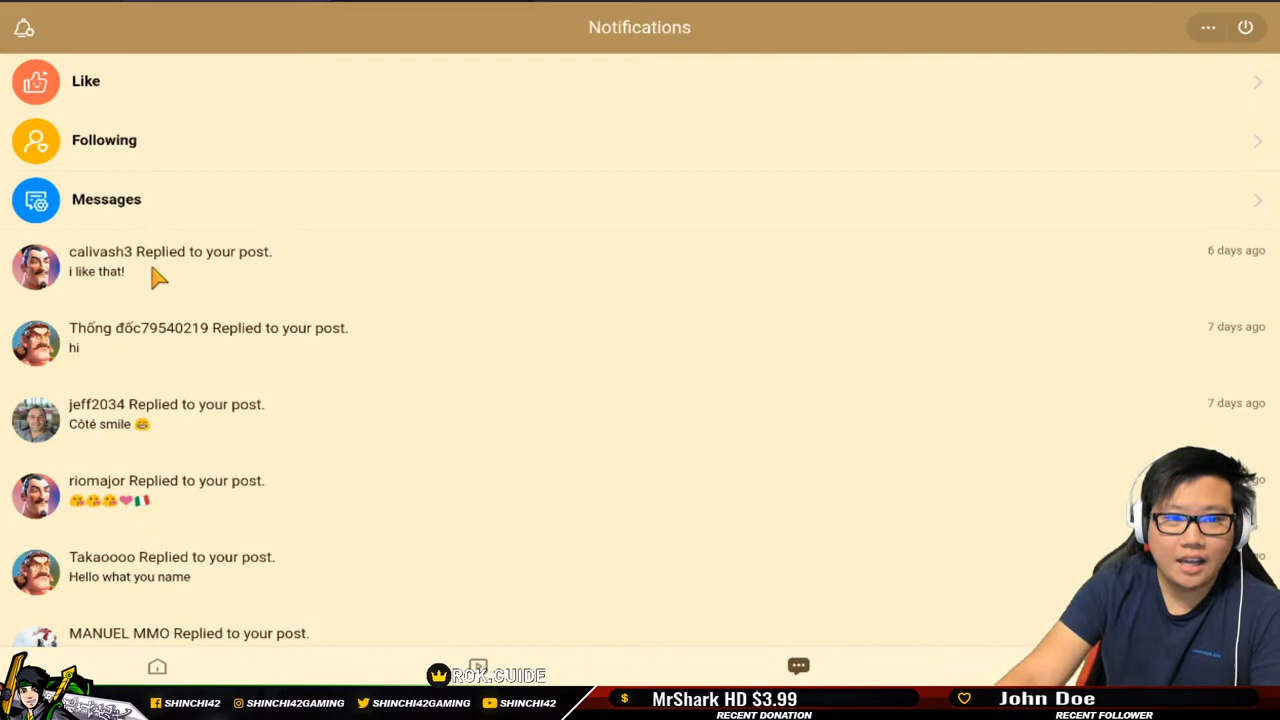 Notifications
Like
Following
Messages
calivash3 Replied to your post.
6 days ago
i like that!
Thống đốc79540219 Replied to your post.
7 days ago
hi
jeff2034 Replied to your post.
7 days ago
Côté smile 😂
riomajor Replied to your post.
go
😘😘😘❤🇮🇹
Takaoooo Replied to your post.
go
Hello what you name
MANUEL MMO Replied to your post.
ROK.GUIDE
SHINCHI42
SHINCHI42GAMING
SHINCHI42GAMING
SHINCHI42
$
MrShark HD $3.99
RECENT DONATION
John Doe
RECENT FOLLOWER